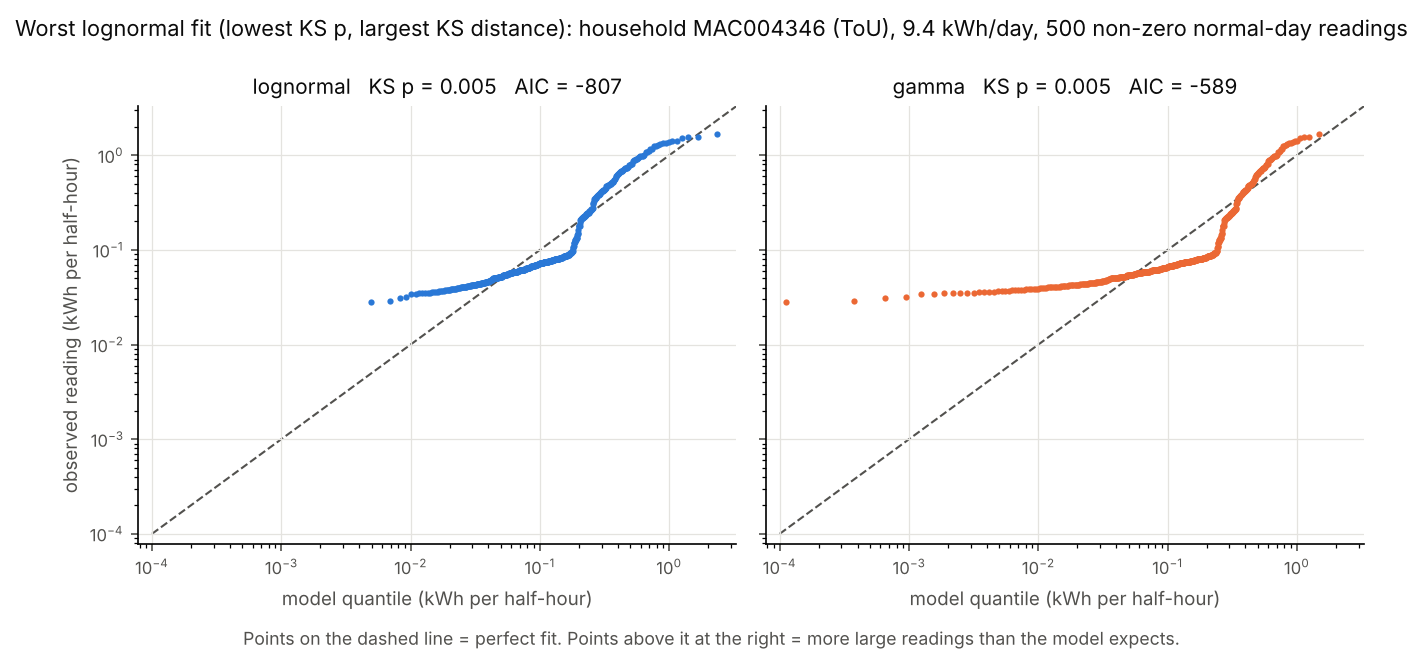 Worst lognormal fit (lowest KS p, largest KS distance): household MAC004346 (ToU), 9.4 kWh/day, 500 non-zero normal-day readings
lognormal   KS p = 0.005   AIC = -807
gamma   KS p = 0.005   AIC = -589
observed reading (kWh per half-hour)
10⁰
10⁻¹
10⁻²
10⁻³
10⁻⁴
10⁻⁴ 10⁻³ 10⁻² 10⁻¹ 10⁰
10⁻⁴ 10⁻³ 10⁻² 10⁻¹ 10⁰
model quantile (kWh per half-hour)
model quantile (kWh per half-hour)
Points on the dashed line = perfect fit. Points above it at the right = more large readings than the model expects.